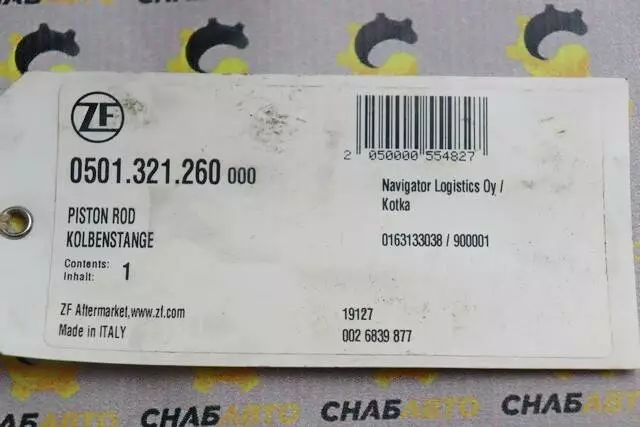 СНАБАВТО
ZF
0501.321.260 000
PISTON ROD
KOLBENSTANGE
Contents:
Inhalt: 1
ZF Aftermarket,www.zf.com
Made in ITALY
2 050000 554827
Navigator Logistics Oy /
Kotka
0163133038 / 900001
19127
002 6839 877
СНАБАВТО
СНАБАВТО
СНАБАВТО